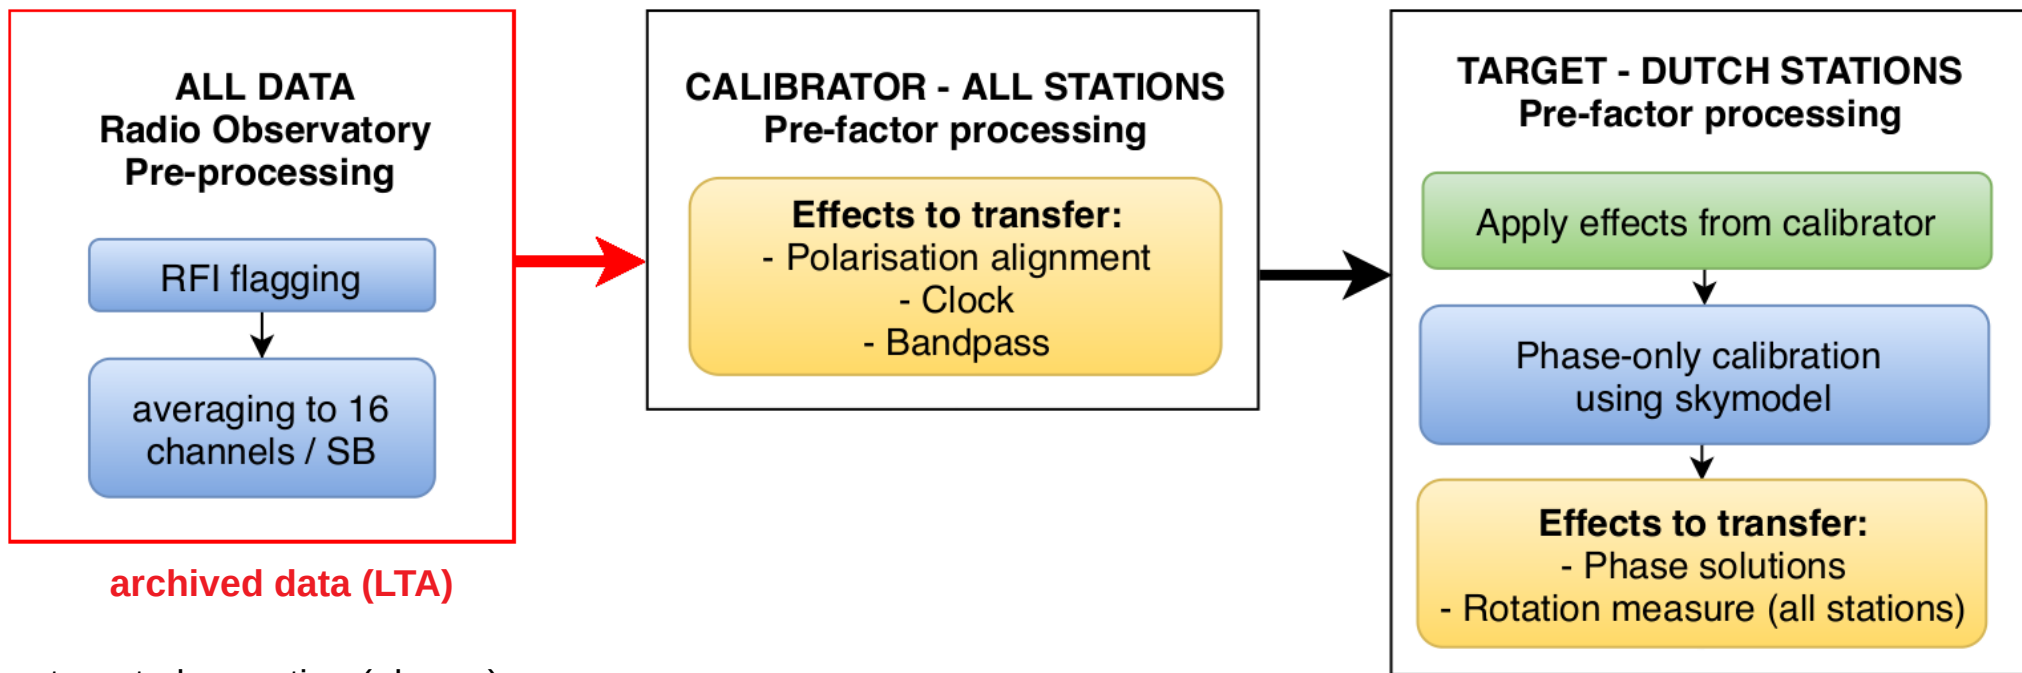 ALL DATA
Radio Observatory
Pre-processing
RFI flagging
averaging to 16
channels / SB
archived data (LTA)
CALIBRATOR - ALL STATIONS
Pre-factor processing
Effects to transfer:
- Polarisation alignment
- Clock
- Bandpass
TARGET - DUTCH STATIONS
Pre-factor processing
Apply effects from calibrator
Phase-only calibration
using skymodel
Effects to transfer:
- Phase solutions
- Rotation measure (all stations)